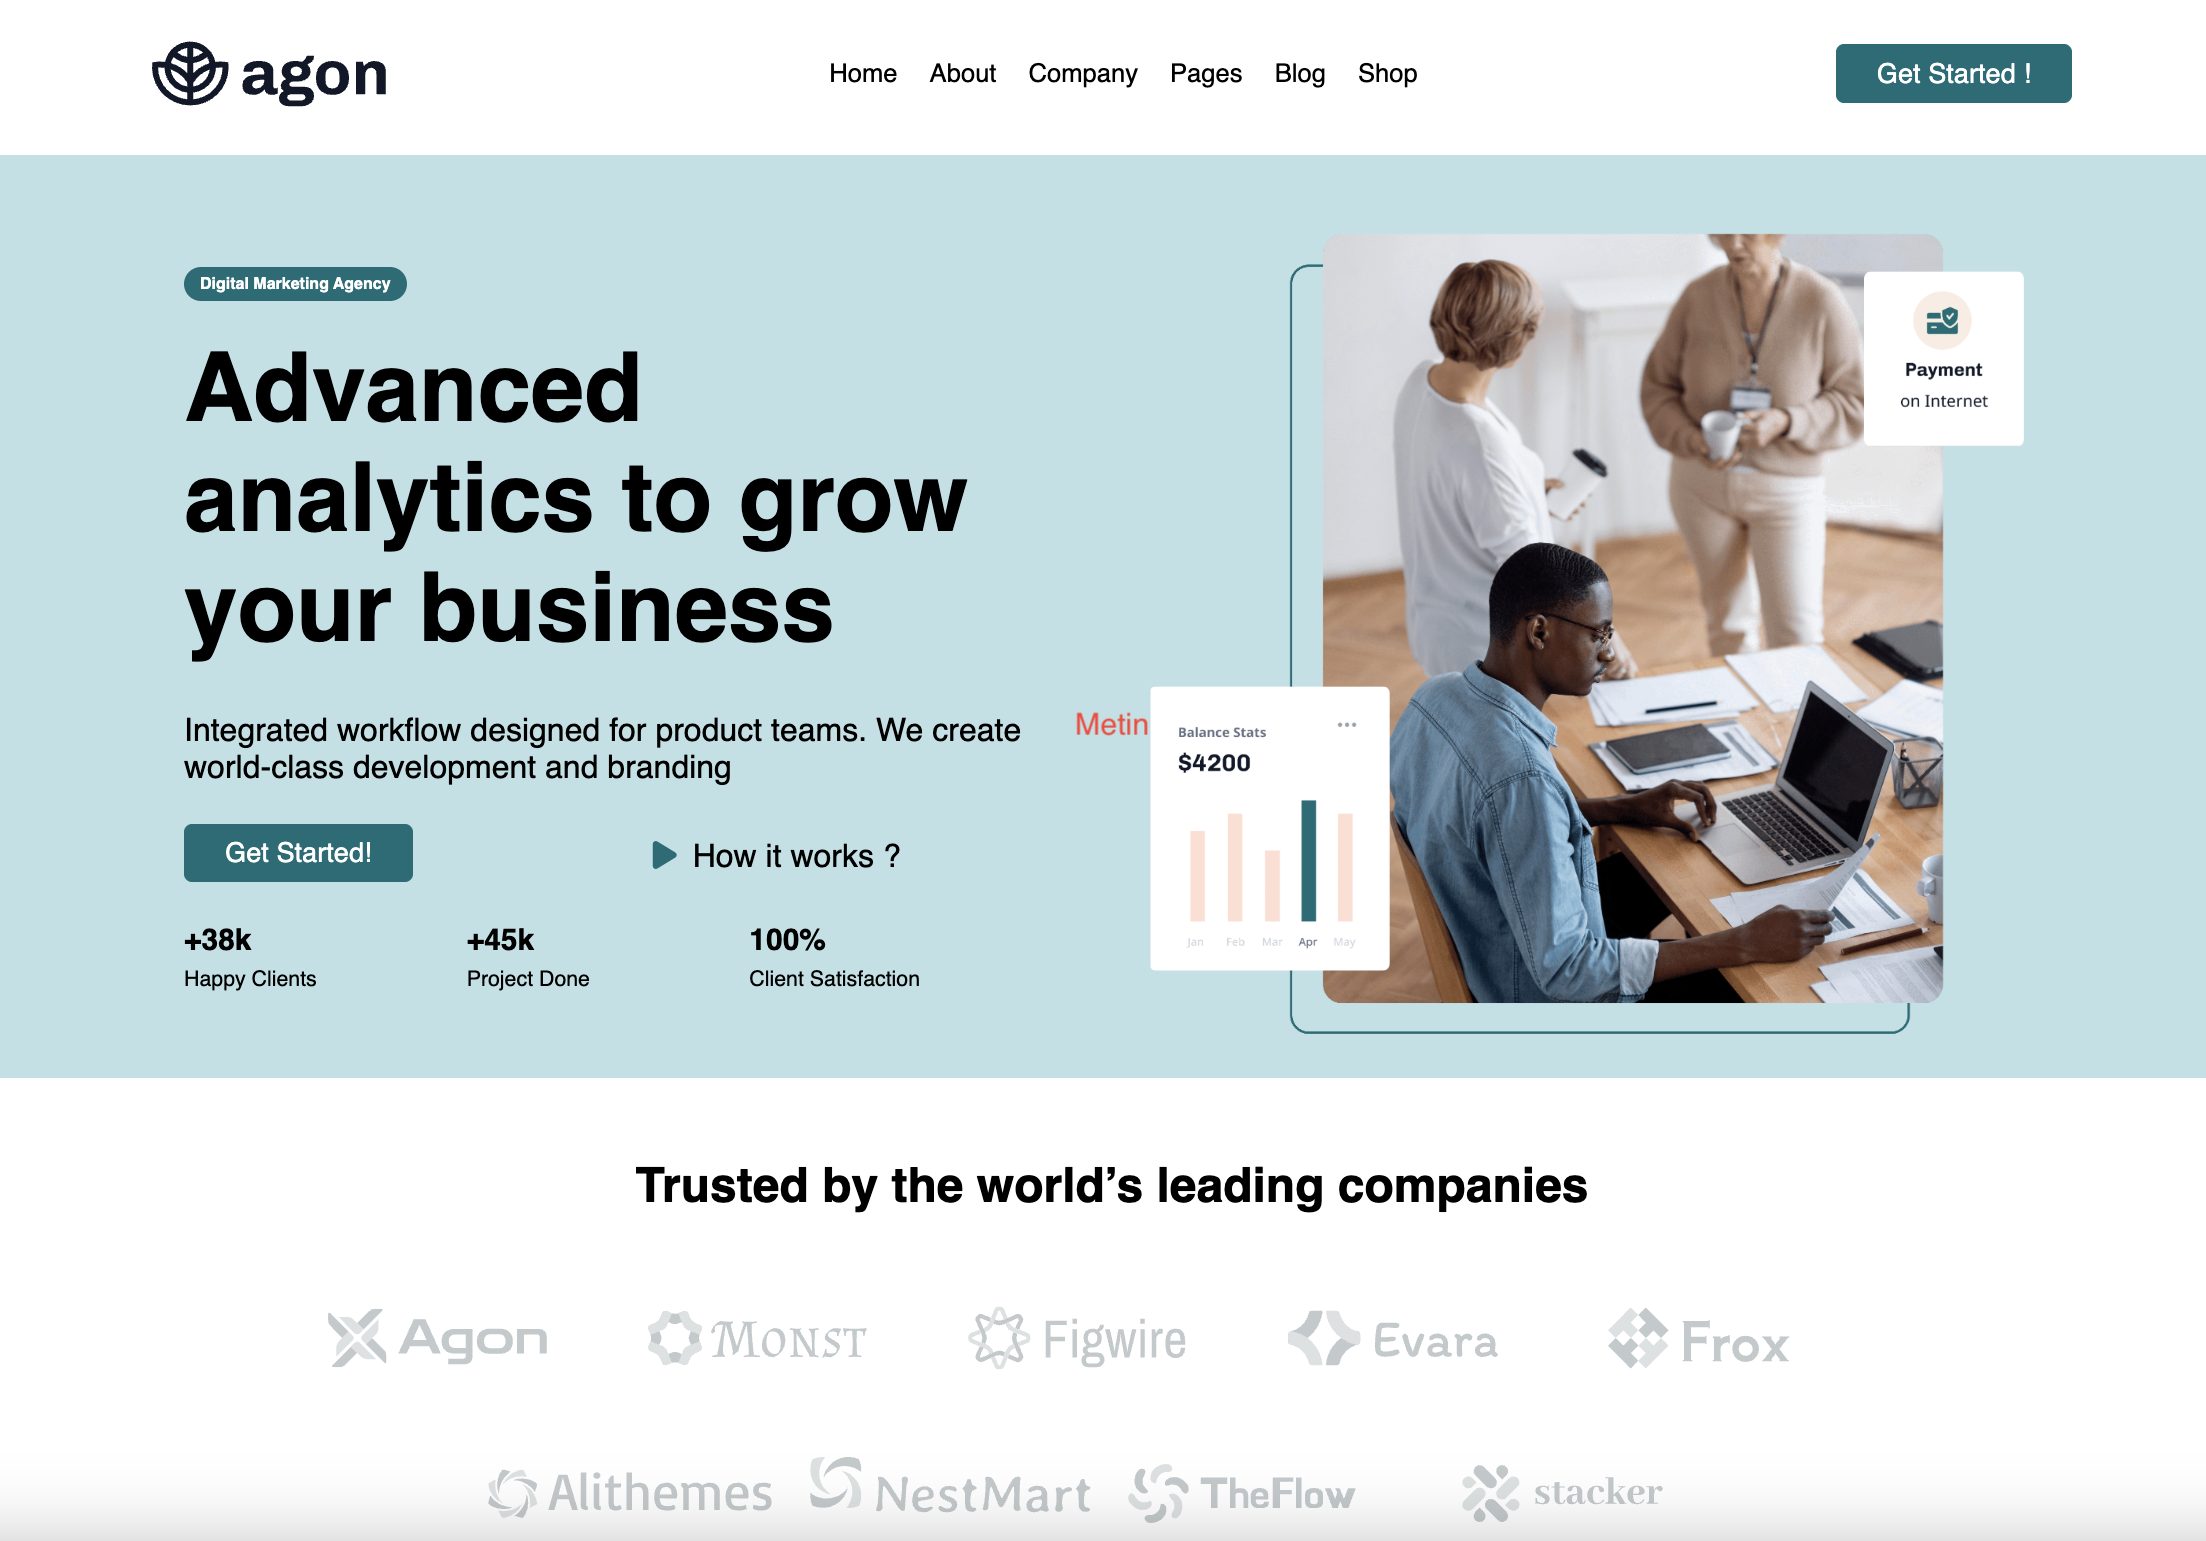 agon
Home About Company Pages Blog Shop
Get Started !
Digital Marketing Agency
Advanced
analytics to grow
your business
Integrated workflow designed for product teams. We create
world-class development and branding
Get Started!
How it works ?
+38k
Happy Clients
+45k
Project Done
100%
Client Satisfaction
Metin
Payment
on Internet
Balance Stats
$4200
Jan Feb Mar Apr May
Trusted by the world’s leading companies
Agon
MONST
Figwire
Evara
Frox
Alithemes
NestMart
TheFlow
stacker